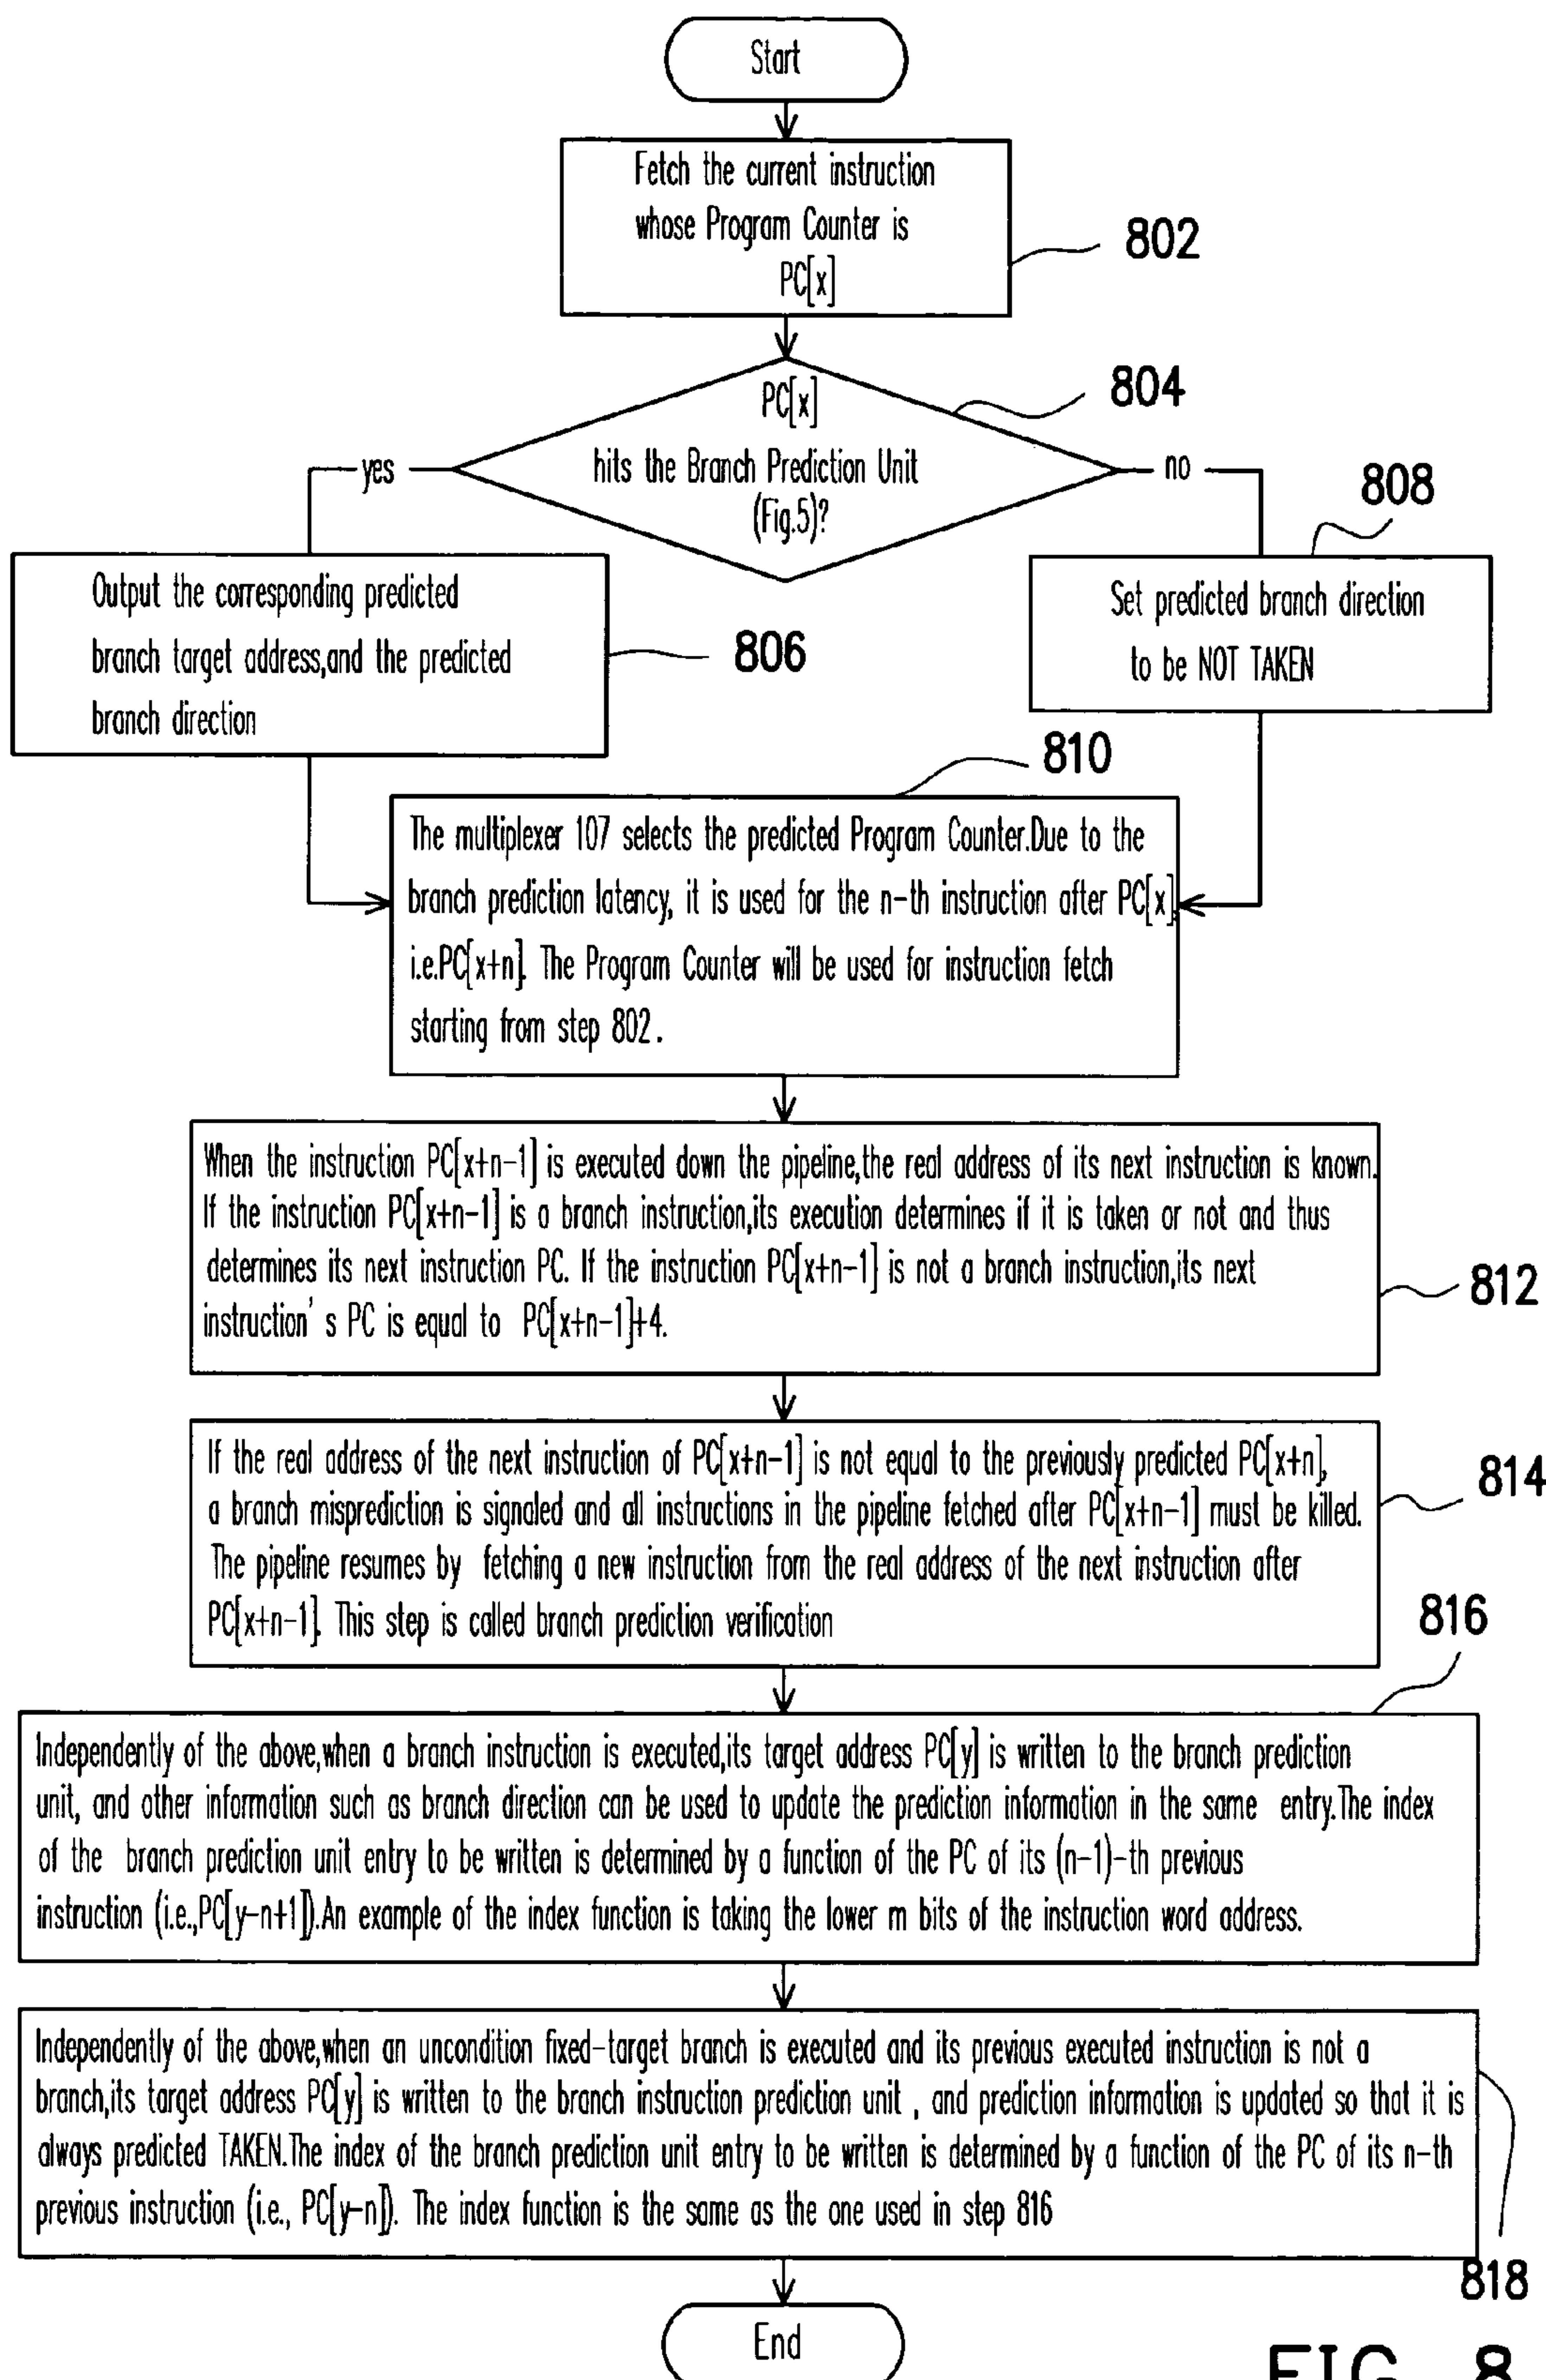 Start
Fetch the current instruction
whose Program Counter is
PC[x]
802
PC[x]
hits the Branch Prediction Unit
(Fig.5)?
804
yes
no
808
Output the corresponding predicted
branch target address,and the predicted
branch direction
806
Set predicted branch direction
to be NOT TAKEN
810
The multiplexer 107 selects the predicted Program Counter.Due to the
branch prediction latency, it is used for the n-th instruction after PC[x],
i.e.PC[x+n]. The Program Counter will be used for instruction fetch
starting from step 802.
When the instruction PC[x+n-1] is executed down the pipeline,the real address of its next instruction is known.
If the instruction PC[x+n-1] is a branch instruction,its execution determines if it is taken or not and thus
determines its next instruction PC. If the instruction PC[x+n-1] is not a branch instruction,its next
instruction's PC is equal to PC[x+n-1]+4.
812
If the real address of the next instruction of PC[x+n-1] is not equal to the previously predicted PC[x+n],
a branch misprediction is signaled and all instructions in the pipeline fetched after PC[x+n-1] must be killed.
The pipeline resumes by fetching a new instruction from the real address of the next instruction after
PC[x+n-1]. This step is called branch prediction verification
814
816
Independently of the above,when a branch instruction is executed,its target address PC[y] is written to the branch prediction
unit, and other information such as branch direction can be used to update the prediction information in the same entry.The index
of the branch prediction unit entry to be written is determined by a function of the PC of its (n-1)-th previous
instruction (i.e.,PC[y-n+1]).An example of the index function is taking the lower m bits of the instruction word address.
Independently of the above,when an uncondition fixed-target branch is executed and its previous executed instruction is not a
branch,its target address PC[y] is written to the branch instruction prediction unit , and prediction information is updated so that it is
always predicted TAKEN.The index of the branch prediction unit entry to be written is determined by a function of the PC of its n-th
previous instruction (i.e., PC[y-n]). The index function is the same as the one used in step 816
818
End
FIG. 8